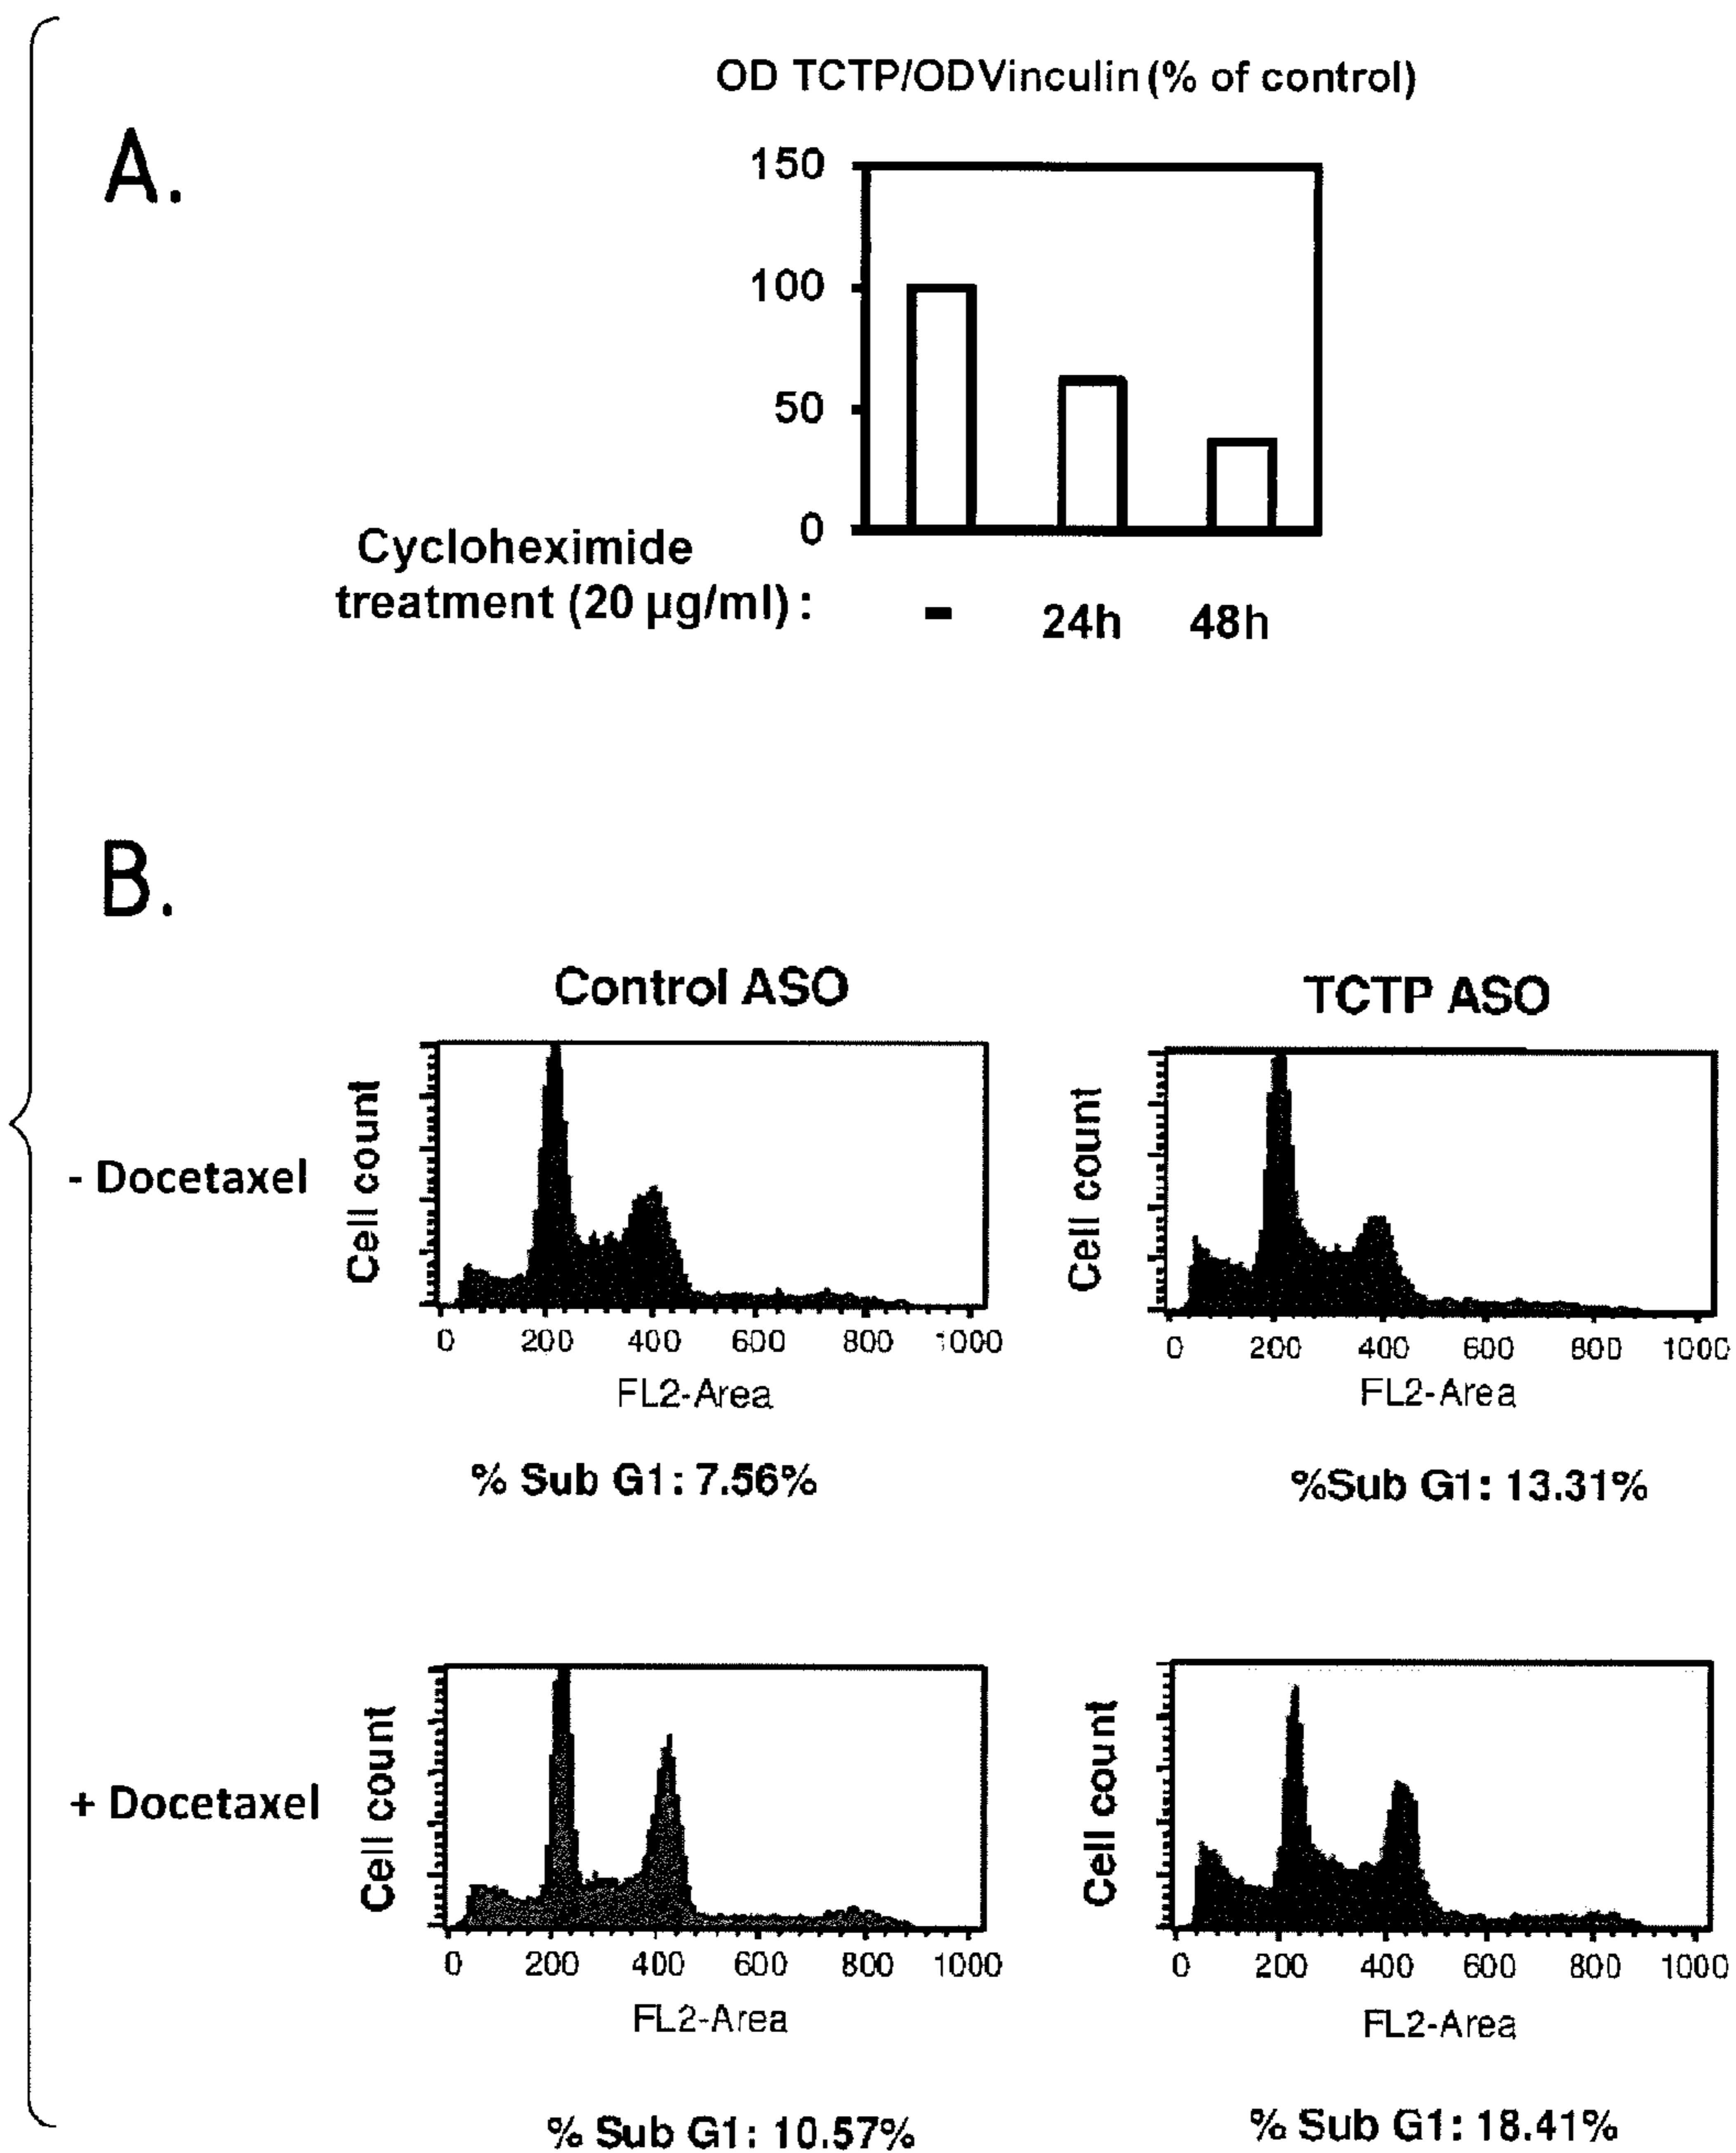 A.
OD TCTP/ODVinculin (% of control)
150
100
50
0
Cycloheximide
treatment (20 µg/ml) :
- 24h 48h
B.
Control ASO
TCTP ASO
- Docetaxel
Cell count
0 200 400 600 800 1000
FL2-Area
% Sub G1: 7.56%
Cell count
0 200 400 600 800 1000
FL2-Area
%Sub G1: 13.31%
+ Docetaxel
Cell count
0 200 400 600 800 1000
FL2-Area
% Sub G1: 10.57%
Cell count
0 200 400 600 800 1000
FL2-Area
% Sub G1: 18.41%